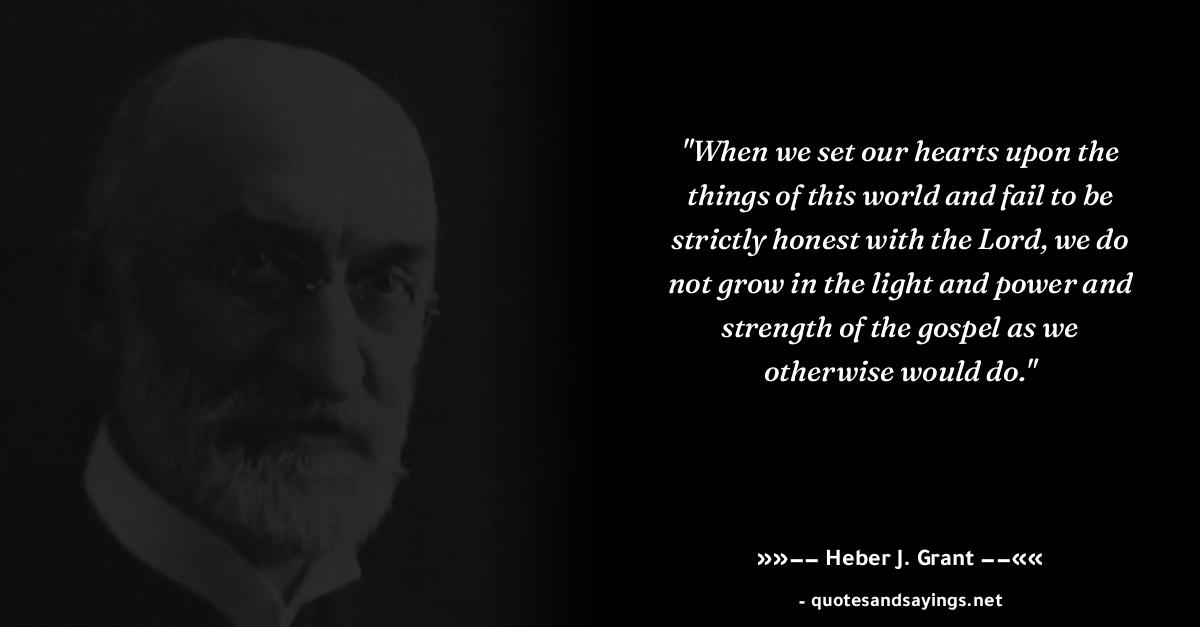 "When we set our hearts upon the
things of this world and fail to be
strictly honest with the Lord, we do
not grow in the light and power and
strength of the gospel as we
otherwise would do."
»»−− Heber J. Grant −−««
- quotesandsayings.net